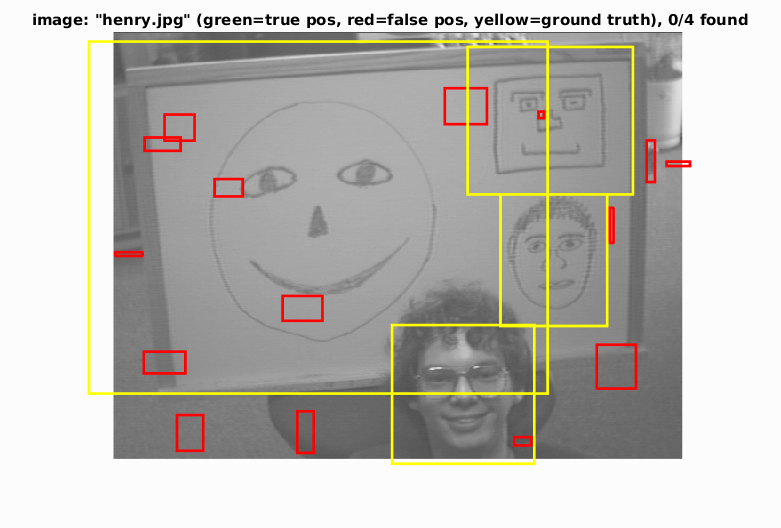 image: "henry.jpg" (green=true pos, red=false pos, yellow=ground truth), 0/4 found